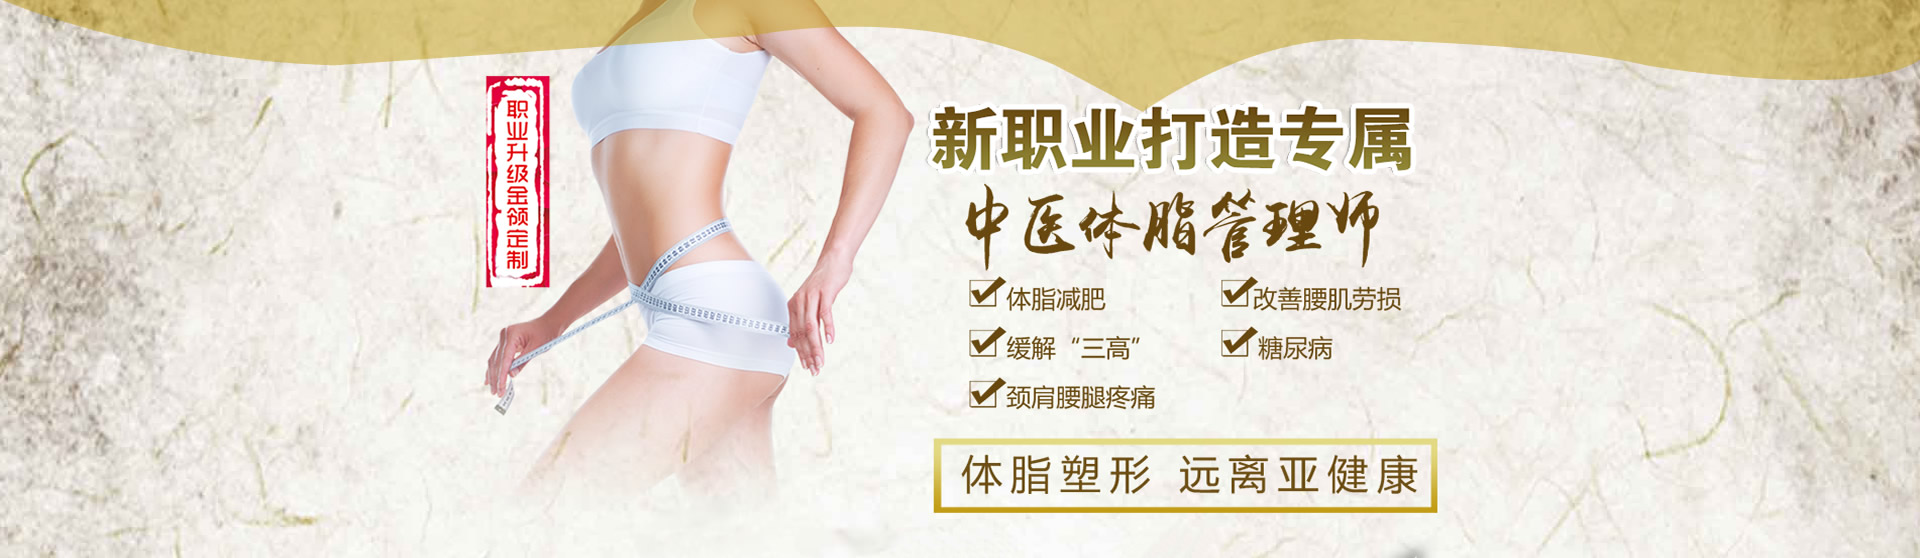 职业升级金领定制
新职业打造专属
中医体脂管理师
体脂减肥
改善腰肌劳损
缓解“三高”
糖尿病
颈肩腰腿疼痛
体脂塑形 远离亚健康